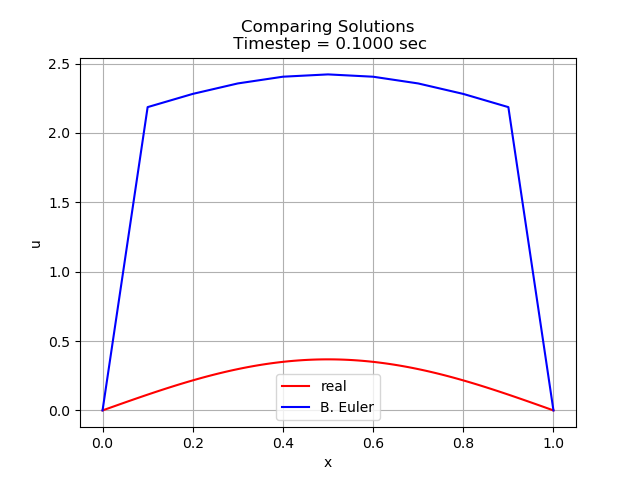 Comparing Solutions
Timestep = 0.1000 sec
2.5
2.0
1.5
1.0
0.5
0.0
u
real
B. Euler
0.0 0.2 0.4 0.6 0.8 1.0
x